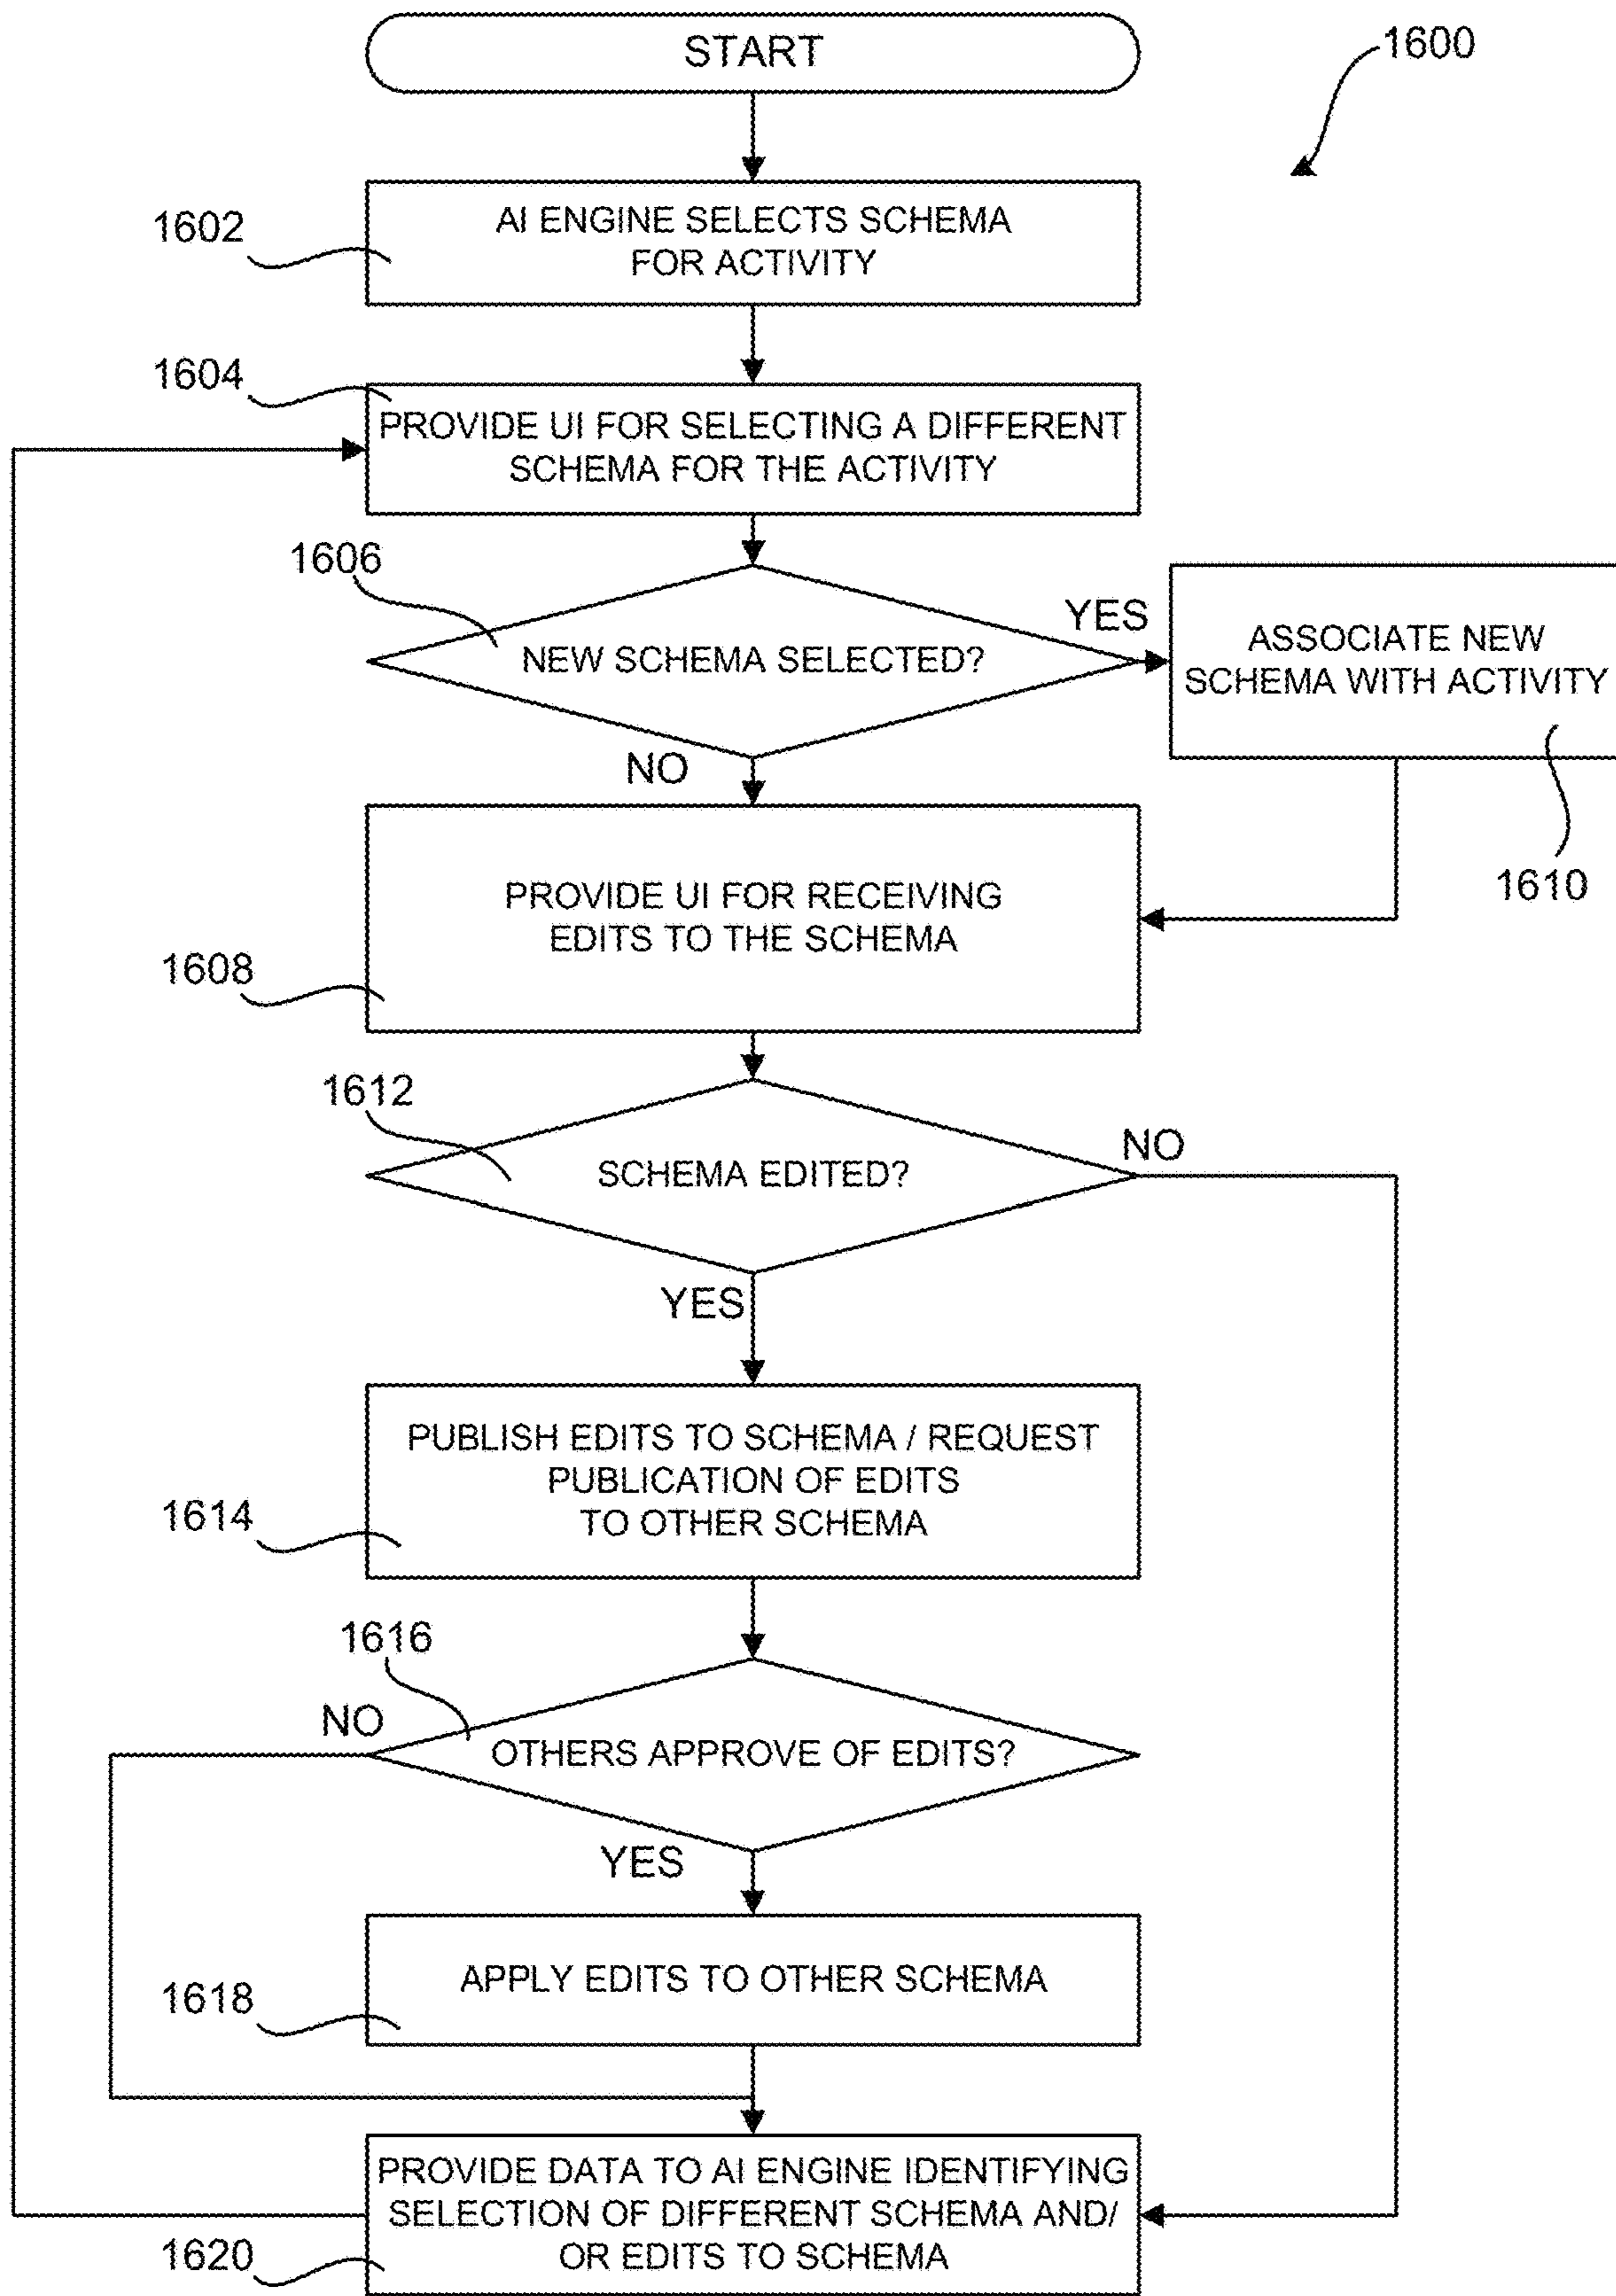 START
1600
1602
AI ENGINE SELECTS SCHEMA
FOR ACTIVITY
1604
PROVIDE UI FOR SELECTING A DIFFERENT
SCHEMA FOR THE ACTIVITY
1606
NEW SCHEMA SELECTED?
YES
ASSOCIATE NEW
SCHEMA WITH ACTIVITY
1610
NO
PROVIDE UI FOR RECEIVING
EDITS TO THE SCHEMA
1608
1612
SCHEMA EDITED?
NO
YES
PUBLISH EDITS TO SCHEMA / REQUEST
PUBLICATION OF EDITS
TO OTHER SCHEMA
1614
1616
NO
OTHERS APPROVE OF EDITS?
YES
APPLY EDITS TO OTHER SCHEMA
1618
PROVIDE DATA TO AI ENGINE IDENTIFYING
SELECTION OF DIFFERENT SCHEMA AND/
OR EDITS TO SCHEMA
1620